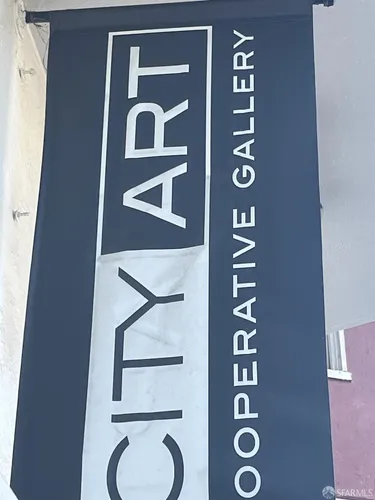 CITY ART
OOPERATIVE GALLERY
SFARMLS